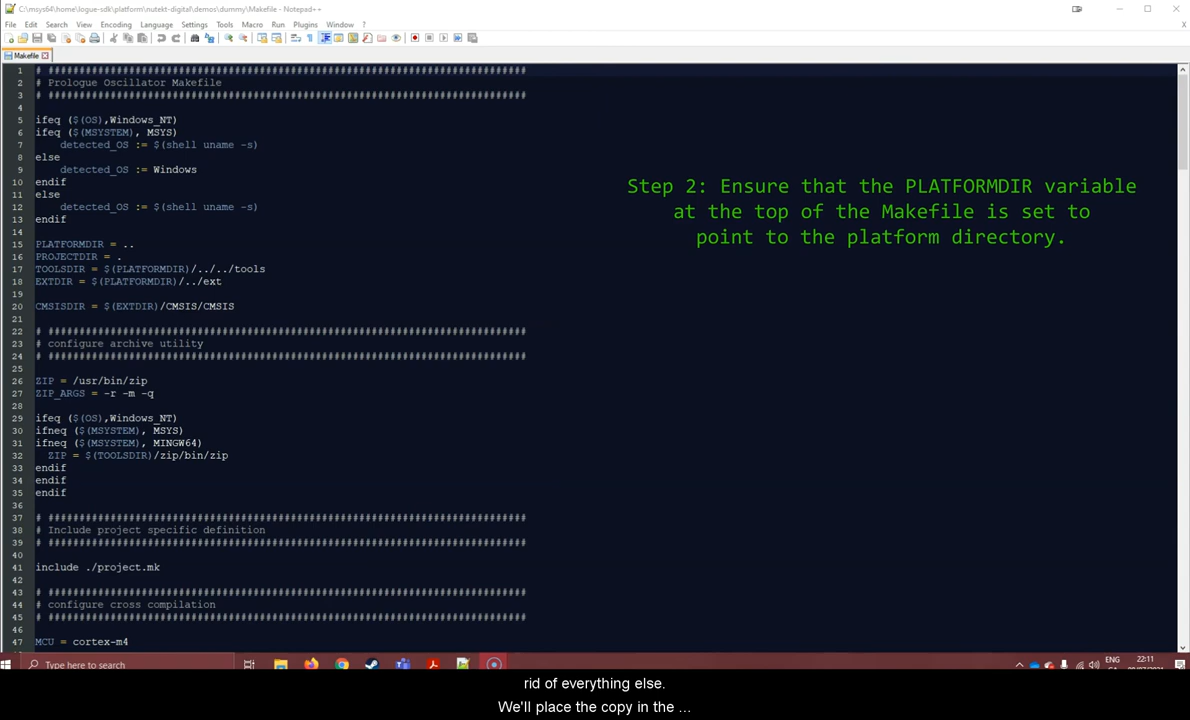 C:\msys64\home\logue-sdk\platform\nutekt-digital\demos\dummy\Makefile - Notepad++
File Edit Search View Encoding Language Settings Tools Macro Run Plugins Window ?
X
Makefile
1 # #############################################################################
2 # Prologue Oscillator Makefile
3 # #############################################################################
4
5 ifeq ($(OS),Windows_NT)
6 ifeq ($(MSYSTEM), MSYS)
7 detected_OS := $(shell uname -s)
8 else
9 detected_OS := Windows
10 endif
11 else
12 detected_OS := $(shell uname -s)
13 endif
14
15 PLATFORMDIR = ..
16 PROJECTDIR = .
17 TOOLSDIR = $(PLATFORMDIR)/../../tools
18 EXTDIR = $(PLATFORMDIR)/../ext
19
20 CMSISDIR = $(EXTDIR)/CMSIS/CMSIS
21
22 # #############################################################################
23 # configure archive utility
24 # #############################################################################
25
26 ZIP = /usr/bin/zip
27 ZIP_ARGS = -r -m -q
28
29 ifeq ($(OS),Windows_NT)
30 ifneq ($(MSYSTEM), MSYS)
31 ifneq ($(MSYSTEM), MINGW64)
32 ZIP = $(TOOLSDIR)/zip/bin/zip
33 endif
34 endif
35 endif
36
37 # #############################################################################
38 # Include project specific definition
39 # #############################################################################
40
41 include ./project.mk
42
43 # #############################################################################
44 # configure cross compilation
45 # #############################################################################
46
47 MCU = cortex-m4
Step 2: Ensure that the PLATFORMDIR variable
at the top of the Makefile is set to
point to the platform directory.
Type here to search
ENG
22:11
rid of everything else.
We'll place the copy in the ...